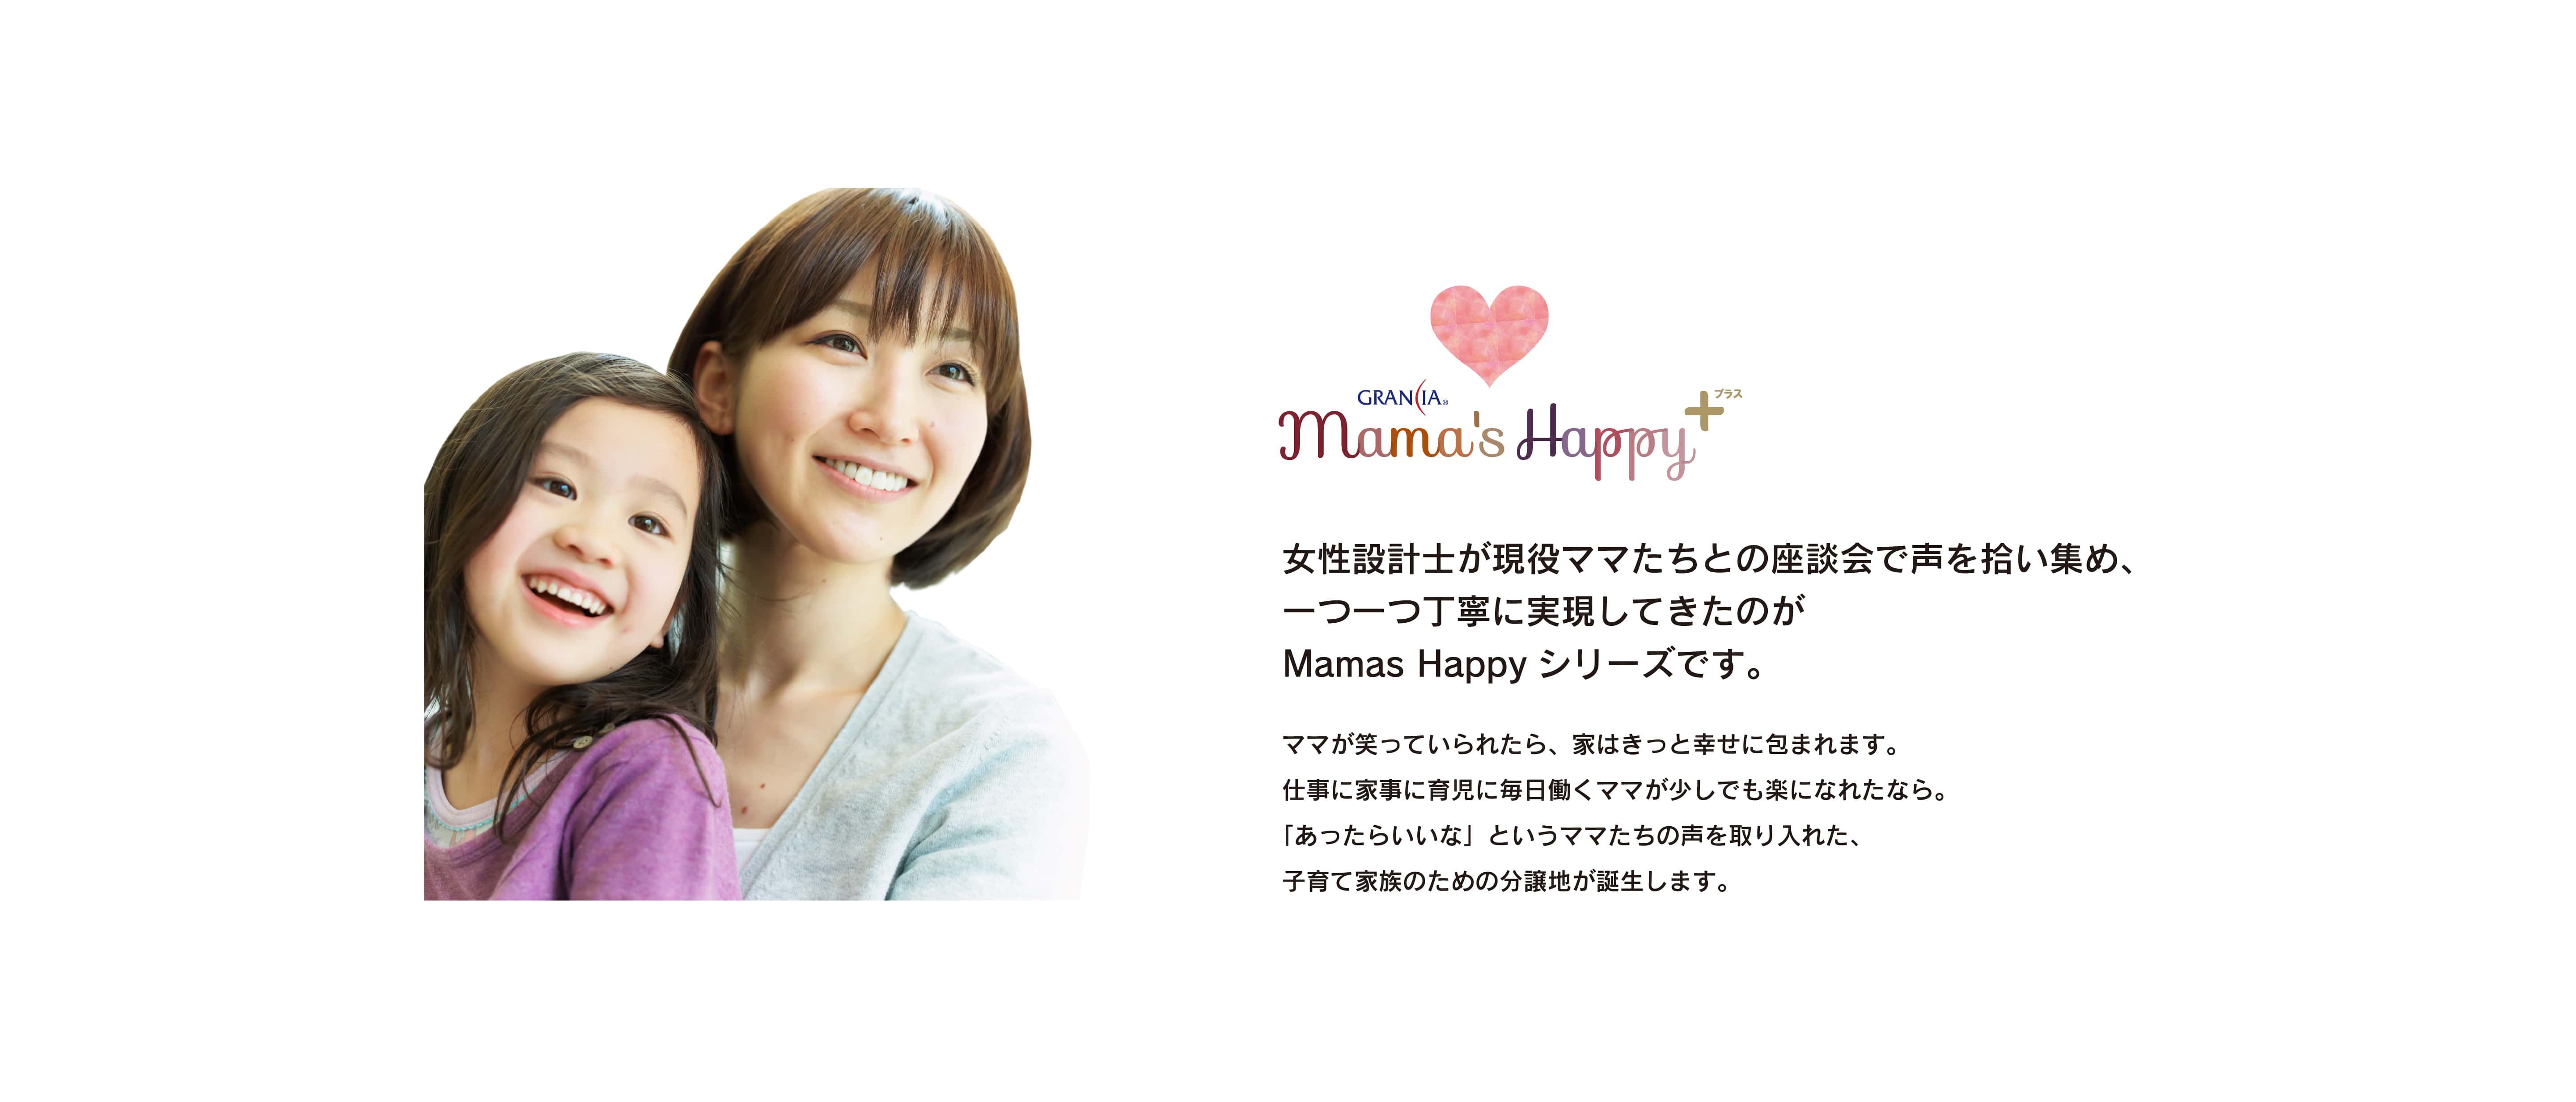 GRANCIA®
Mama's Happy+プラス
女性設計士が現役ママたちとの座談会で声を拾い集め、
一つ一つ丁寧に実現してきたのが
Mamas Happy シリーズです。
ママが笑っていられたら、家はきっと幸せに包まれます。
仕事に家事に育児に毎日働くママが少しでも楽になれたなら。
「あったらいいな」というママたちの声を取り入れた、
子育て家族のための分譲地が誕生します。